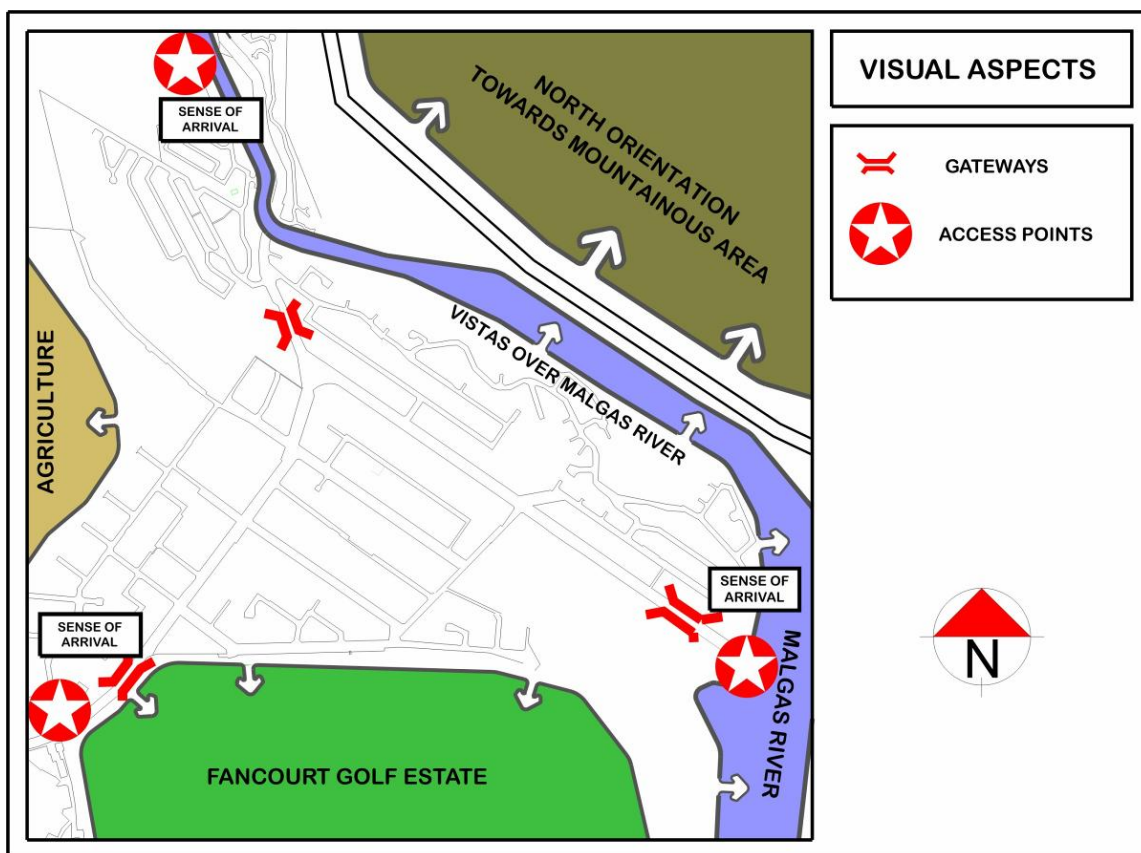 VISUAL ASPECTS
GATEWAYS
ACCESS POINTS
SENSE OF
ARRIVAL
NORTH ORIENTATION
TOWARDS MOUNTAINOUS AREA
VISTAS OVER MALGAS RIVER
AGRICULTURE
SENSE OF
ARRIVAL
SENSE OF
ARRIVAL
MALGAS RIVER
FANCOURT GOLF ESTATE
N